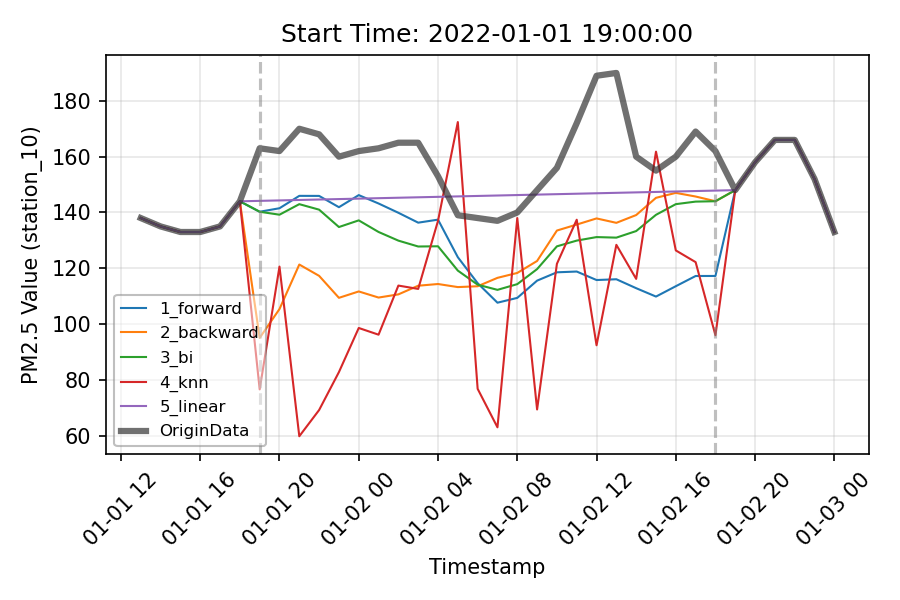 Start Time: 2022-01-01 19:00:00
PM2.5 Value (station_10)
180
160
140
120
100
80
60
1_forward
2_backward
3_bi
4_knn
5_linear
OriginData
01-01 12
01-01 16
01-01 20
01-02 00
01-02 04
01-02 08
01-02 12
01-02 16
01-02 20
01-03 00
Timestamp